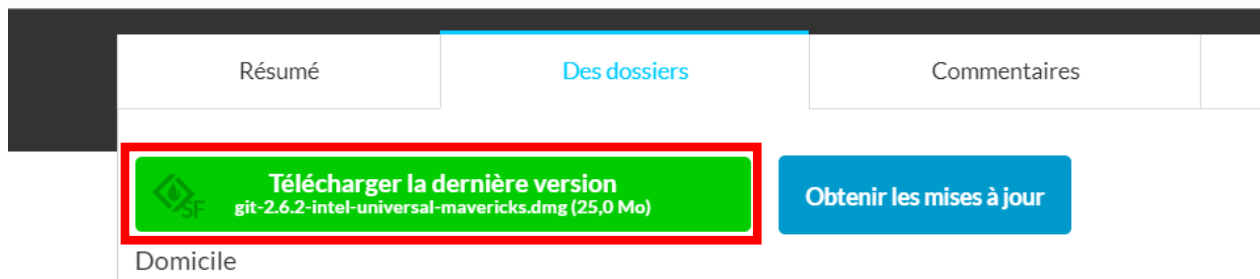 Résumé
Des dossiers
Commentaires
Télécharger la dernière version
git-2.6.2-intel-universal-mavericks.dmg (25,0 Mo)
SF
Obtenir les mises à jour
Domicile